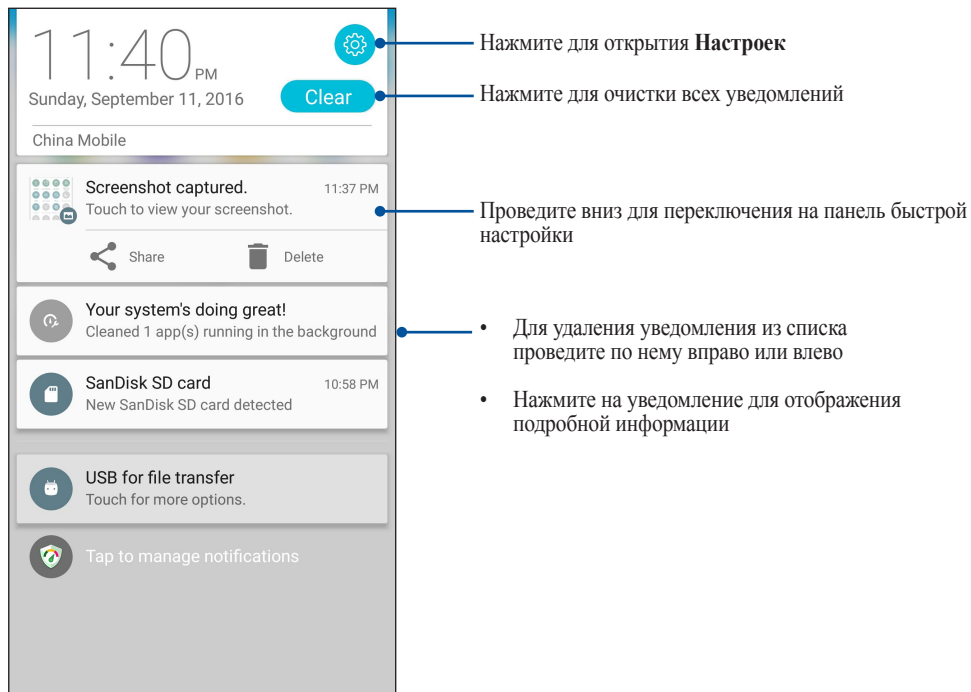 11:40 PM
Sunday, September 11, 2016
Clear
China Mobile
Screenshot captured.
11:37 PM
Touch to view your screenshot.
Share
Delete
Your system's doing great!
Cleaned 1 app(s) running in the background
SanDisk SD card
10:58 PM
New SanDisk SD card detected
USB for file transfer
Touch for more options.
Tap to manage notifications
Нажмите для открытия Настроек
Нажмите для очистки всех уведомлений
Проведите вниз для переключения на панель быстрой
настройки
• Для удаления уведомления из списка
проведите по нему вправо или влево
• Нажмите на уведомление для отображения
подробной информации